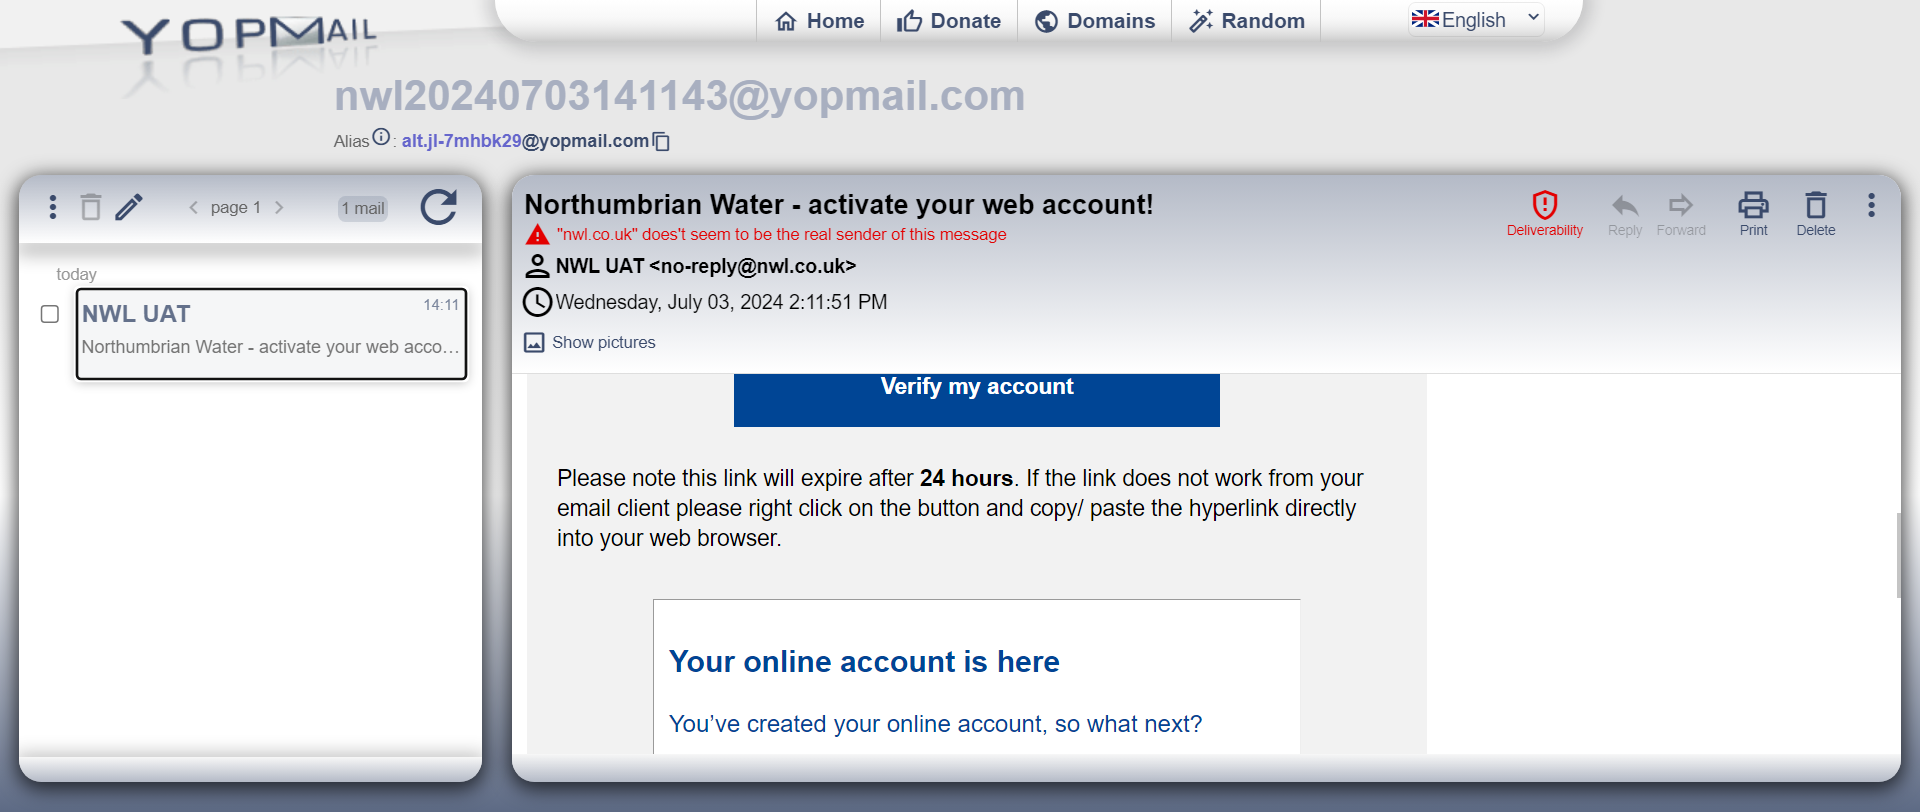 YOPMAIL
Home
Donate
Domains
Random
English
nwl20240703141143@yopmail.com
Alias : alt.jl-7mhbk29@yopmail.com
page 1
1 mail
today
NWL UAT
14:11
Northumbrian Water - activate your web acco…
Northumbrian Water - activate your web account!
"nwl.co.uk" does't seem to be the real sender of this message
NWL UAT <no-reply@nwl.co.uk>
Wednesday, July 03, 2024 2:11:51 PM
Show pictures
Deliverability
Reply
Forward
Print
Delete
Verify my account
Please note this link will expire after 24 hours. If the link does not work from your
email client please right click on the button and copy/ paste the hyperlink directly
into your web browser.
Your online account is here
You’ve created your online account, so what next?